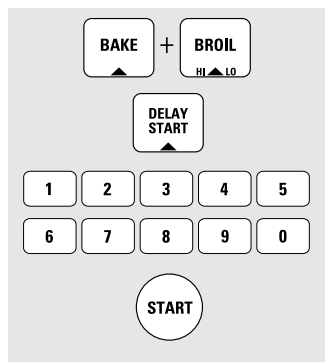 BAKE + BROIL
HI LO
DELAY
START
1 2 3 4 5
6 7 8 9 0
START